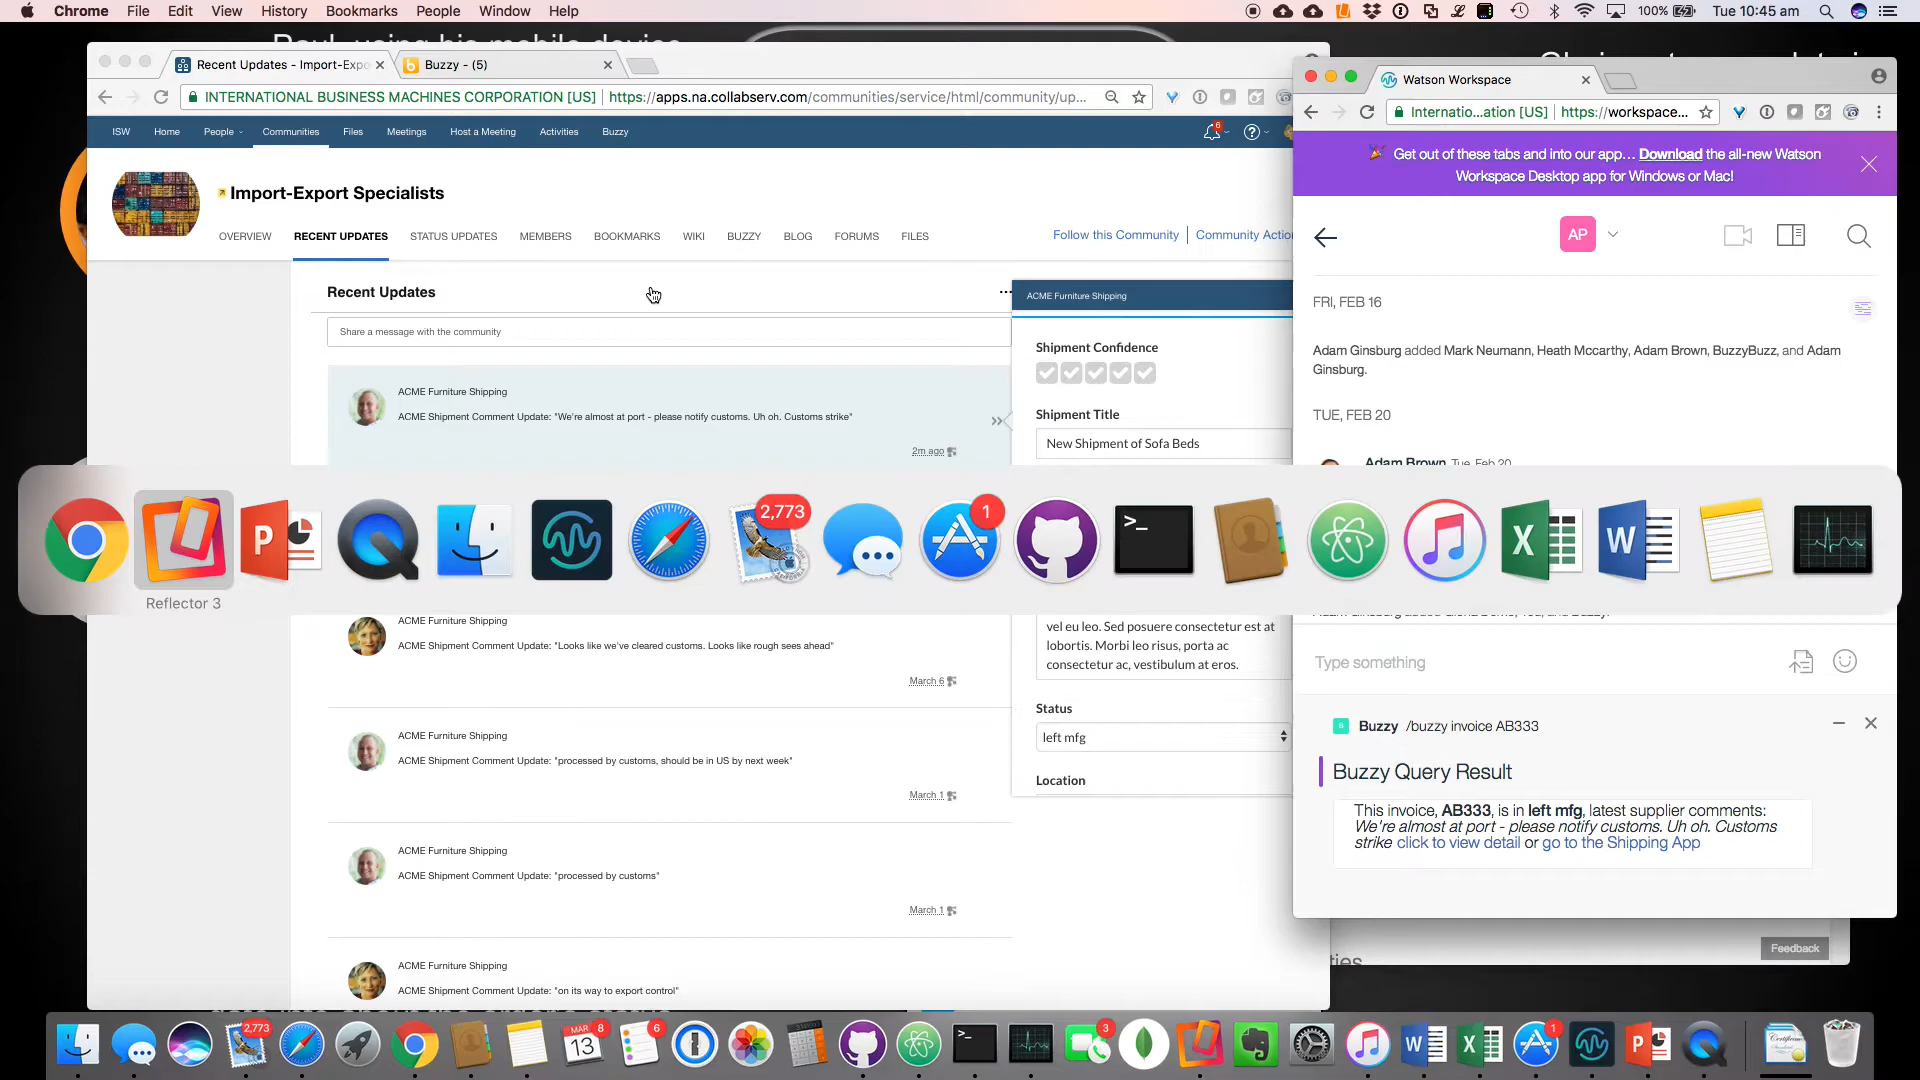 Chrome File Edit View History Bookmarks People Window Help 100% Tue 10:45 am
Paul, using his mobile device
Recent Updates - Import-Expo
Buzzy - (5)
INTERNATIONAL BUSINESS MACHINES CORPORATION [US] https://apps.na.collabserv.com/communities/service/html/community/up...
ISW Home People Communities Files Meetings Host a Meeting Activities Buzzy
6
Import-Export Specialists
OVERVIEW RECENT UPDATES STATUS UPDATES MEMBERS BOOKMARKS WIKI BUZZY BLOG FORUMS FILES
Follow this Community Community Actio
Recent Updates
Share a message with the community
ACME Furniture Shipping
ACME Shipment Comment Update: "We're almost at port - please notify customs. Uh oh. Customs strike"
2m ago
ACME Furniture Shipping
Shipment Confidence
Shipment Title
New Shipment of Sofa Beds
2,773
1
Reflector 3
ACME Furniture Shipping
ACME Shipment Comment Update: "Looks like we've cleared customs. Looks like rough sees ahead"
March 6
ACME Furniture Shipping
ACME Shipment Comment Update: "processed by customs, should be in US by next week"
March 1
ACME Furniture Shipping
ACME Shipment Comment Update: "processed by customs"
March 1
ACME Furniture Shipping
ACME Shipment Comment Update: "on its way to export control"
vel eu leo. Sed posuere consectetur est at
lobortis. Morbi leo risus, porta ac
consectetur ac, vestibulum at eros.
Status
left mfg
Location
Watson Workspace
Internatio...ation [US] https://workspace...
Get out of these tabs and into our app... Download the all-new Watson
Workspace Desktop app for Windows or Mac!
AP
FRI, FEB 16
Adam Ginsburg added Mark Neumann, Heath Mccarthy, Adam Brown, BuzzyBuzz, and Adam
Ginsburg.
TUE, FEB 20
Adam Brown Tue, Feb 20
Type something
Buzzy /buzzy invoice AB333
Buzzy Query Result
This invoice, AB333, is in left mfg, latest supplier comments:
We're almost at port - please notify customs. Uh oh. Customs
strike click to view detail or go to the Shipping App
Feedback
2,773
MAR
13
8
6
3
1